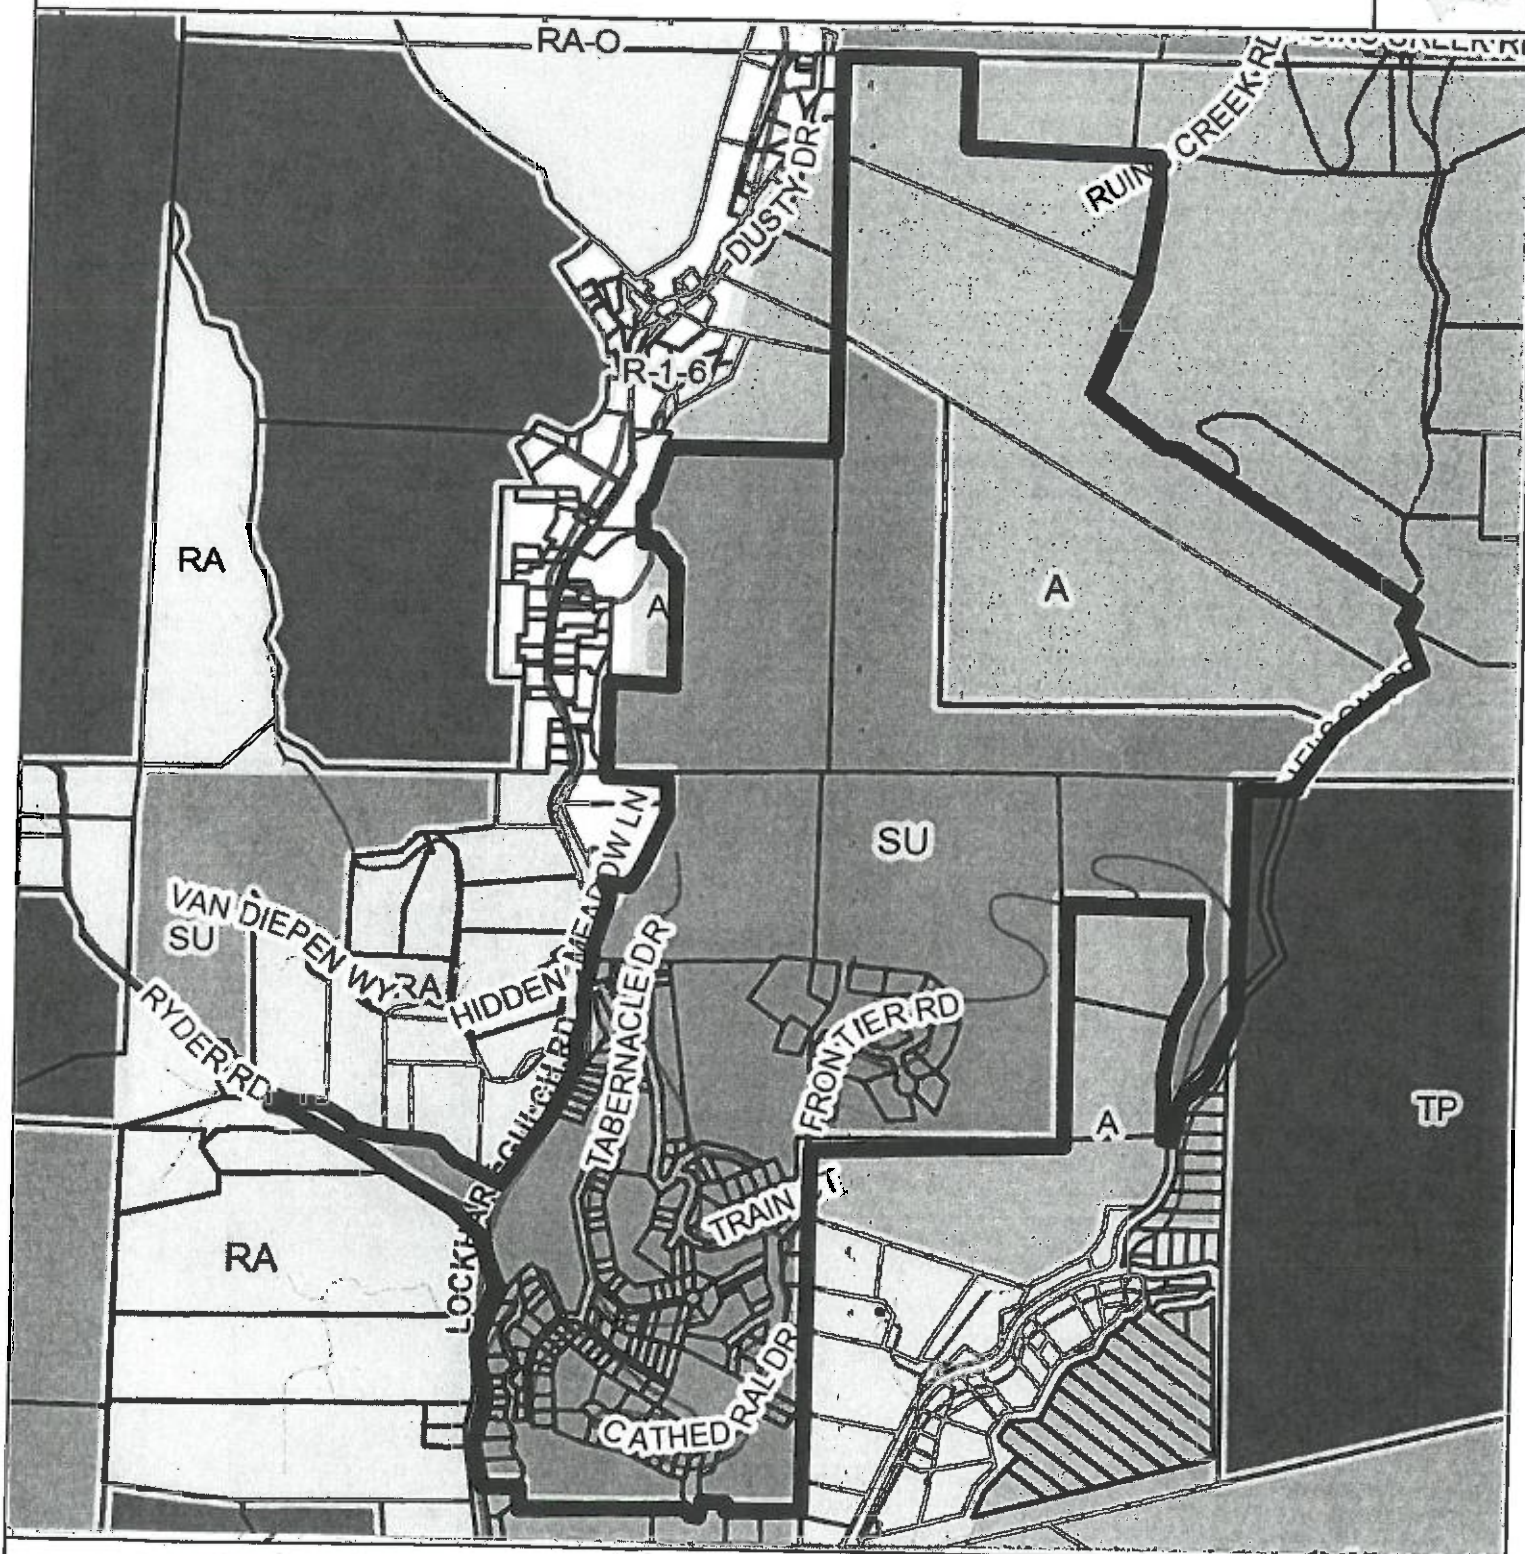 RA-O
CREEK RD
RUIN
DUSTY DR
R-1-6
RA
A
A
SU
VAN DIEPEN WY
SU
RA
HIDDEN MEADOW LN
TABERNACLE DR
FRONTIER RD
RYDER RD
GULCH RD
A
TP
TRAIN
LOCKHAR
RA
CATHEDRAL DR